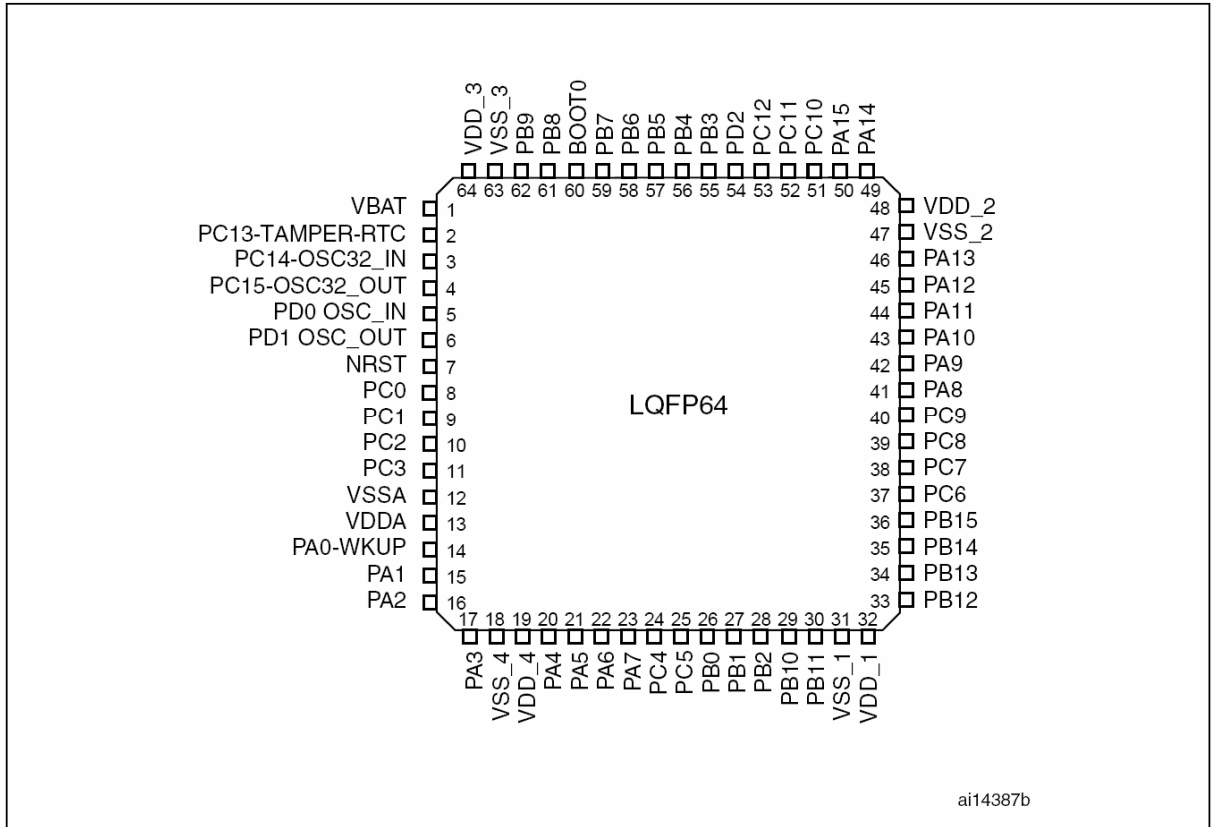 VDD_3
VSS_3
PB9
PB8
BOOT0
PB7
PB6
PB5
PB4
PB3
PD2
PC12
PC11
PC10
PA15
PA14
64 63 62 61 60 59 58 57 56 55 54 53 52 51 50 49
VBAT 1
PC13-TAMPER-RTC 2
PC14-OSC32_IN 3
PC15-OSC32_OUT 4
PD0 OSC_IN 5
PD1 OSC_OUT 6
NRST 7
PC0 8
PC1 9
PC2 10
PC3 11
VSSA 12
VDDA 13
PA0-WKUP 14
PA1 15
PA2 16
LQFP64
48 VDD_2
47 VSS_2
46 PA13
45 PA12
44 PA11
43 PA10
42 PA9
41 PA8
40 PC9
39 PC8
38 PC7
37 PC6
36 PB15
35 PB14
34 PB13
33 PB12
17 18 19 20 21 22 23 24 25 26 27 28 29 30 31 32
PA3
VSS_4
VDD_4
PA4
PA5
PA6
PA7
PC4
PC5
PB0
PB1
PB2
PB10
PB11
VSS_1
VDD_1
ai14387b